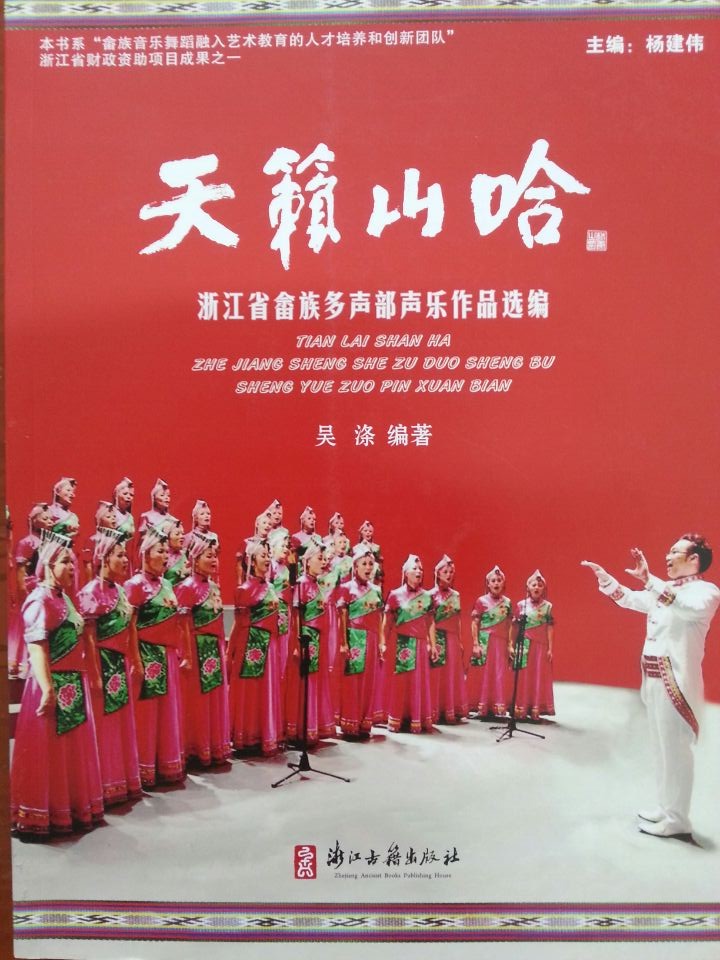 本书系“畲族音乐舞蹈融入艺术教育的人才培养和创新团队”
浙江省财政资助项目成果之一
主编：杨建伟
天籁山哈
浙江省畲族多声部声乐作品选编
TIAN LAI SHAN HA
ZHE JIANG SHENG SHE ZU DUO SHENG BU
SHENG YUE ZUO PIN XUAN BIAN
吴 涤 编著
浙江古籍出版社
Zhejiang Ancient Books Publishing House